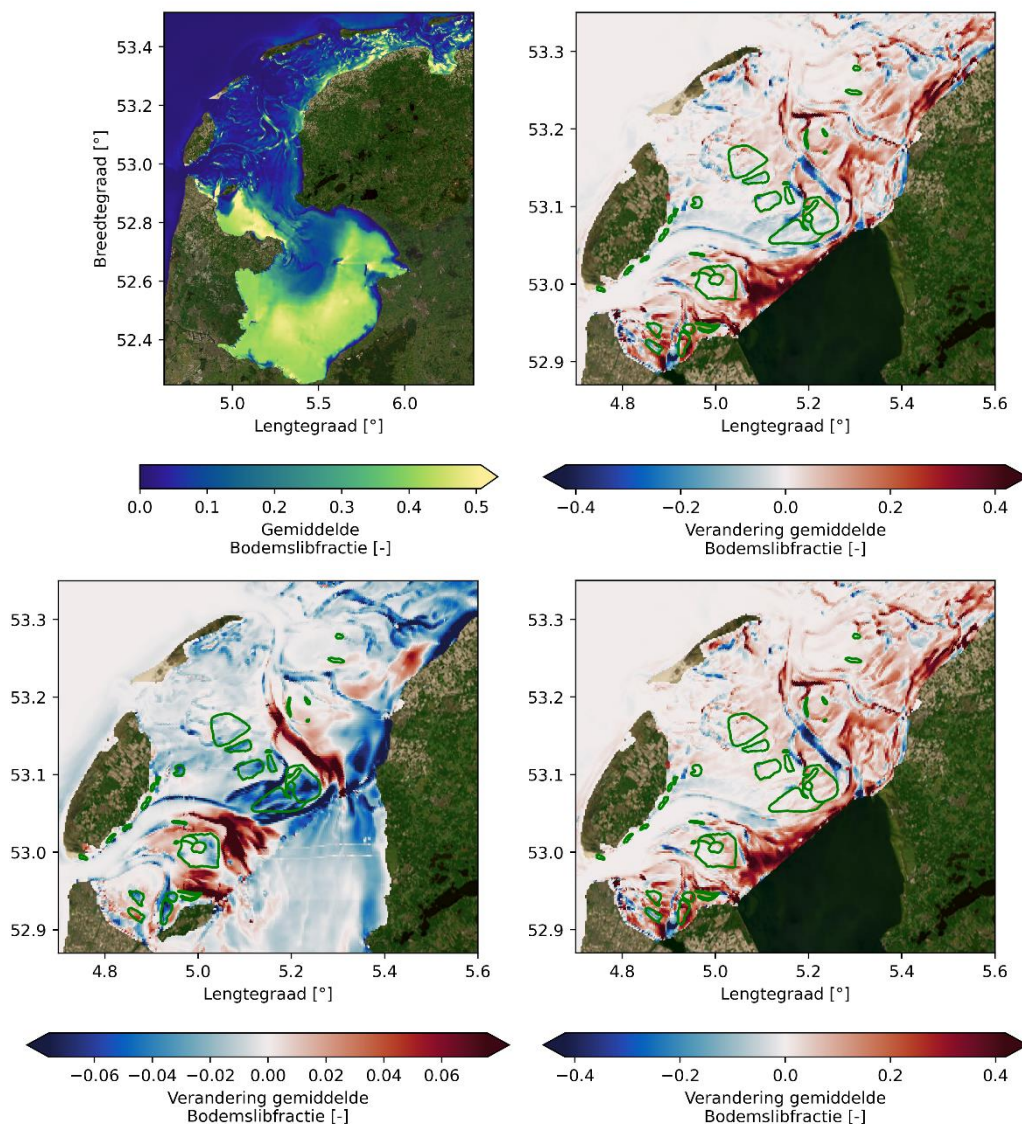 53.4
53.2
53.0
52.8
52.6
52.4
Breedtegraad [°]
5.0 5.5 6.0
Lengtegraad [°]
0.0 0.1 0.2 0.3 0.4 0.5
Gemiddelde
Bodemslibfractie [-]
53.3
53.2
53.1
53.0
52.9
4.8 5.0 5.2 5.4 5.6
Lengtegraad [°]
−0.4 −0.2 0.0 0.2 0.4
Verandering gemiddelde
Bodemslibfractie [-]
53.3
53.2
53.1
53.0
52.9
4.8 5.0 5.2 5.4 5.6
Lengtegraad [°]
−0.06 −0.04 −0.02 0.00 0.02 0.04 0.06
Verandering gemiddelde
Bodemslibfractie [-]
53.3
53.2
53.1
53.0
52.9
4.8 5.0 5.2 5.4 5.6
Lengtegraad [°]
−0.4 −0.2 0.0 0.2 0.4
Verandering gemiddelde
Bodemslibfractie [-]